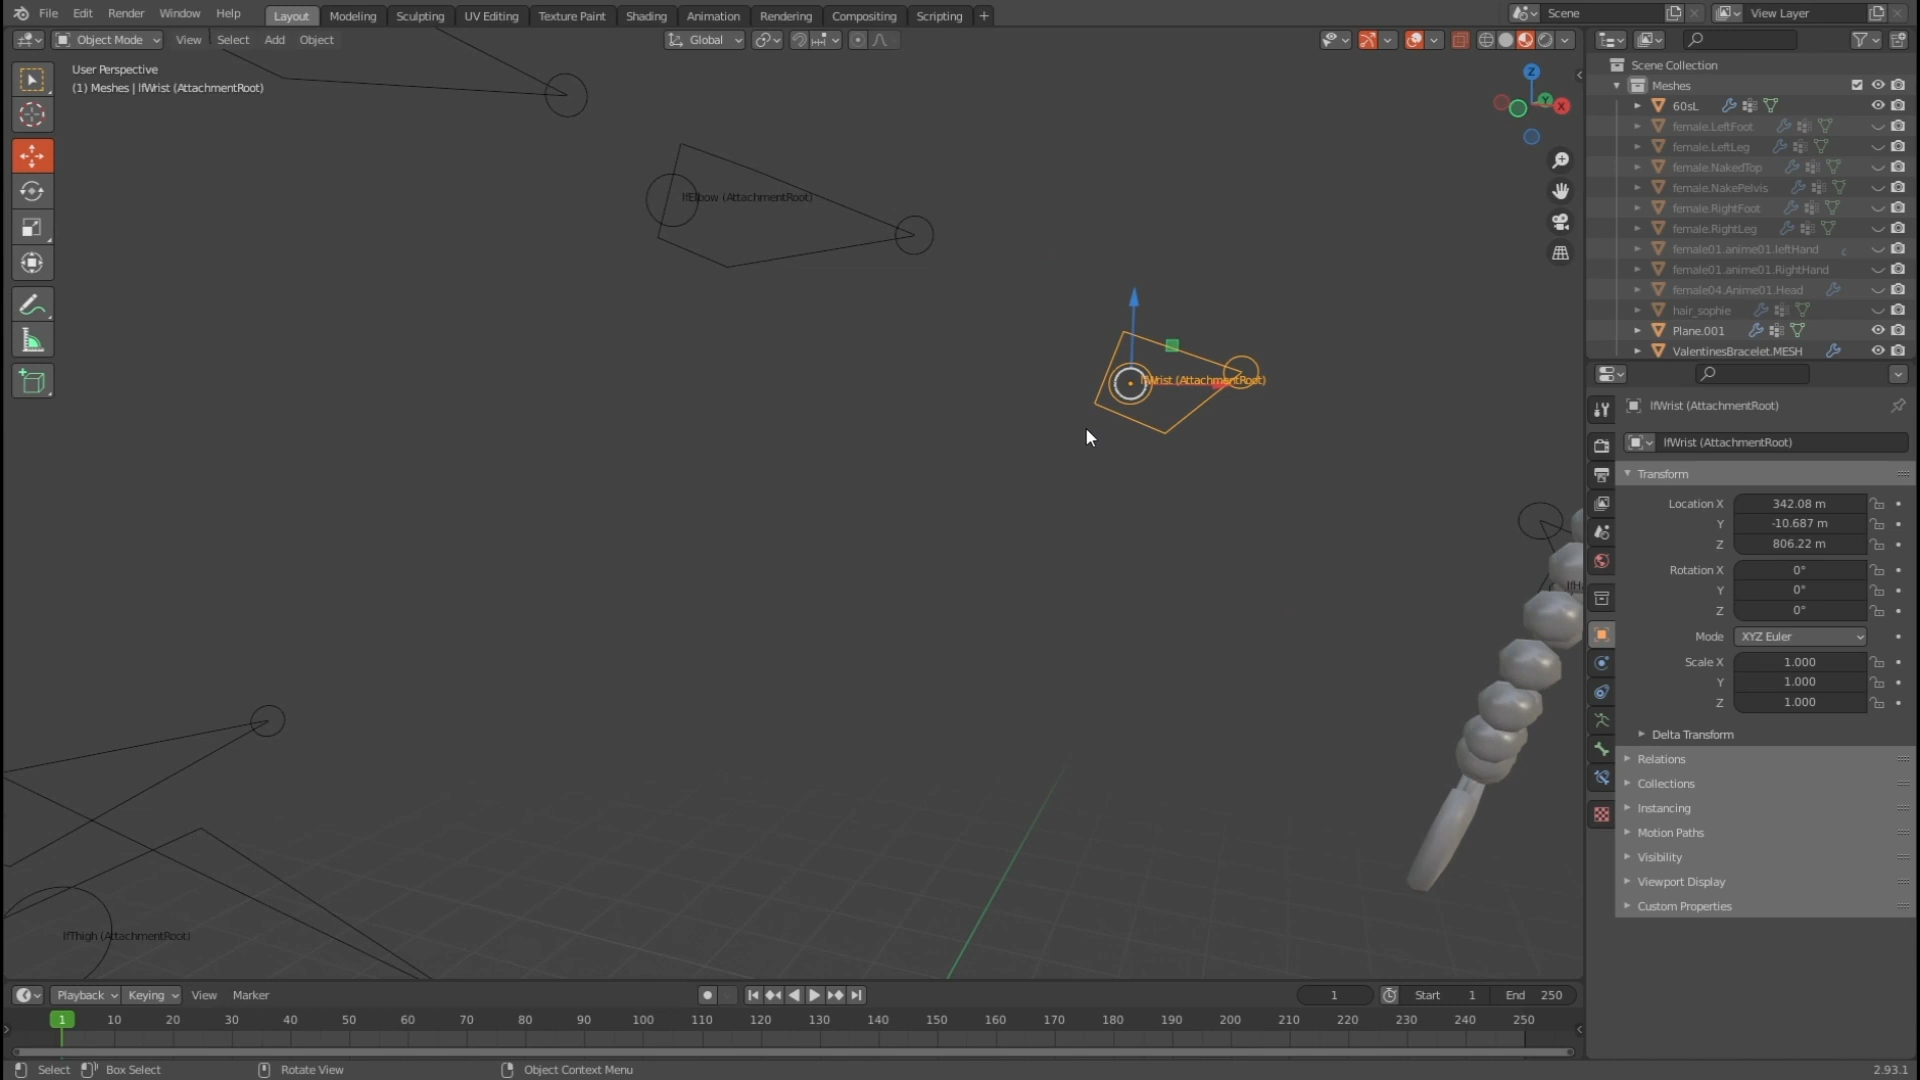 File Edit Render Window Help Layout Modeling Sculpting UV Editing Texture Paint Shading Animation Rendering Compositing Scripting + Scene View Layer
Object Mode View Select Add Object Global
User Perspective
(1) Meshes | lfWrist (AttachmentRoot)
Scene Collection
Meshes
60sL
female.LeftFoot
female.LeftLeg
female.NakedTop
female.NakePelvis
female.RightFoot
female.RightLeg
female01.anime01.leftHand
female01.anime01.RightHand
female04.Anime01.Head
hair_sophie
Plane.001
ValentinesBracelet.MESH
Z
Y
X
lfElbow (AttachmentRoot)
lfWrist (AttachmentRoot)
lfThigh (AttachmentRoot)
lfWrist (AttachmentRoot)
lfWrist (AttachmentRoot)
Transform
Location X 342.08 m
Y -10.687 m
Z 806.22 m
Rotation X 0°
Y 0°
Z 0°
Mode XYZ Euler
Scale X 1.000
Y 1.000
Z 1.000
Delta Transform
Relations
Collections
Instancing
Motion Paths
Visibility
Viewport Display
Custom Properties
Playback Keying View Marker 1 Start 1 End 250
1 10 20 30 40 50 60 70 80 90 100 110 120 130 140 150 160 170 180 190 200 210 220 230 240 250
Select Box Select Rotate View Object Context Menu 2.93.1